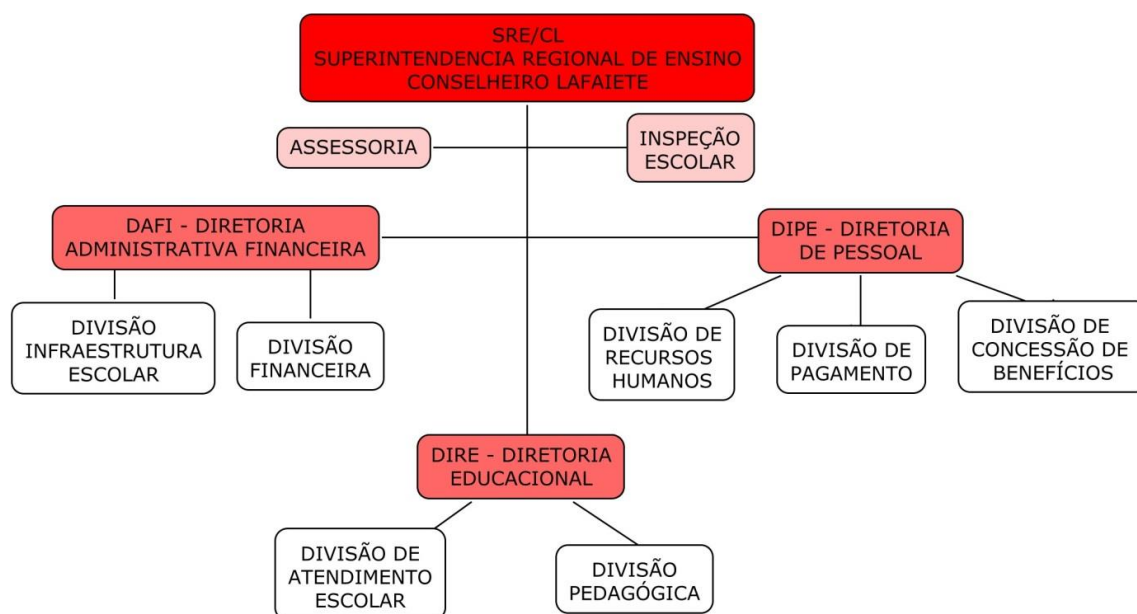 SRE/CL
SUPERINTENDENCIA REGIONAL DE ENSINO
CONSELHEIRO LAFAIETE
ASSESSORIA
INSPEÇÃO
ESCOLAR
DAFI - DIRETORIA
ADMINISTRATIVA FINANCEIRA
DIPE - DIRETORIA
DE PESSOAL
DIVISÃO
INFRAESTRUTURA
ESCOLAR
DIVISÃO
FINANCEIRA
DIVISÃO DE
RECURSOS
HUMANOS
DIVISÃO DE
PAGAMENTO
DIVISÃO DE
CONCESSÃO DE
BENEFÍCIOS
DIRE - DIRETORIA
EDUCACIONAL
DIVISÃO DE
ATENDIMENTO
ESCOLAR
DIVISÃO
PEDAGÓGICA